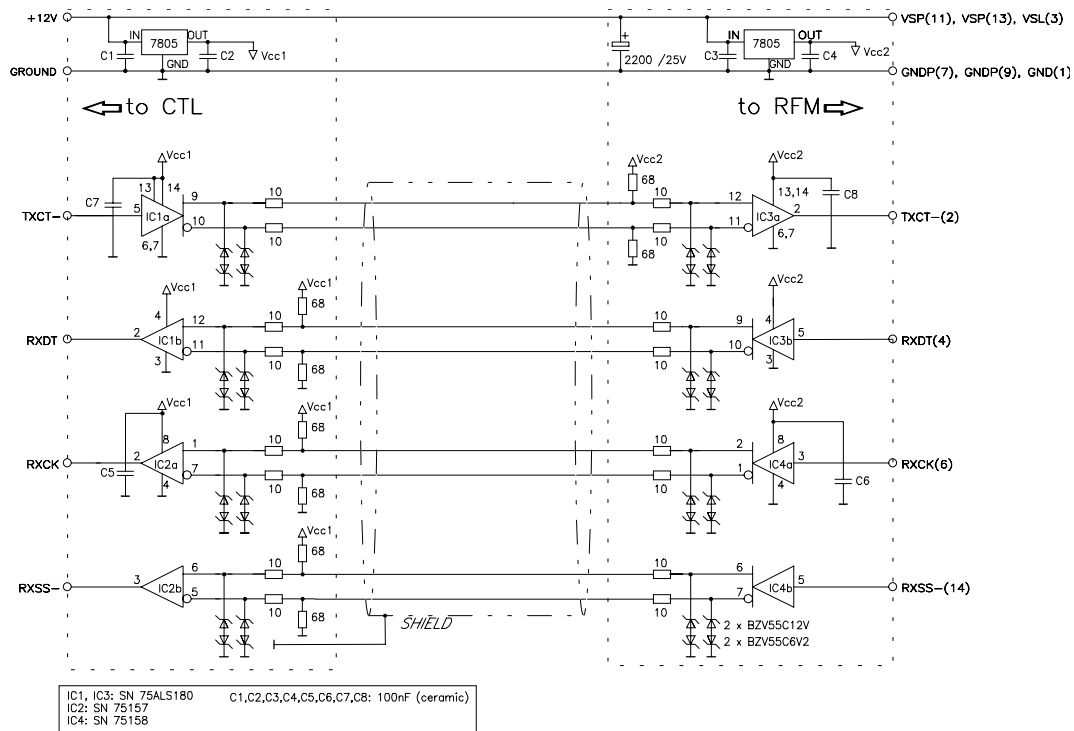 +12V
IN
7805
OUT
C1
C2
Vcc1
GND
GROUND
2200 /25V
+
IN
7805
OUT
C3
C4
Vcc2
GND
VSP(11), VSP(13), VSL(3)
GNDP(7), GNDP(9), GND(1)
to CTL
to RFM
Vcc1
C7
13
14
9
10
TXCT-
5
IC1a
10
6,7
10
Vcc2
68
10
12
10
11
68
Vcc2
13,14
C8
IC3a
2
6,7
TXCT-(2)
Vcc1
4
12
10
RXDT
2
IC1b
11
10
3
Vcc1
68
68
10
9
10
10
Vcc2
4
IC3b
5
3
RXDT(4)
Vcc1
8
1
10
RXCK
2
IC2a
7
10
C5
4
Vcc1
68
68
10
2
10
1
Vcc2
8
IC4a
3
4
C6
RXCK(6)
6
10
RXSS-
3
IC2b
5
10
Vcc1
68
68
10
6
10
7
IC4b
5
RXSS-(14)
SHIELD
2 x BZV55C12V
2 x BZV55C6V2
IC1, IC3: SN 75ALS180
C1,C2,C3,C4,C5,C6,C7,C8: 100nF (ceramic)
IC2: SN 75157
IC4: SN 75158